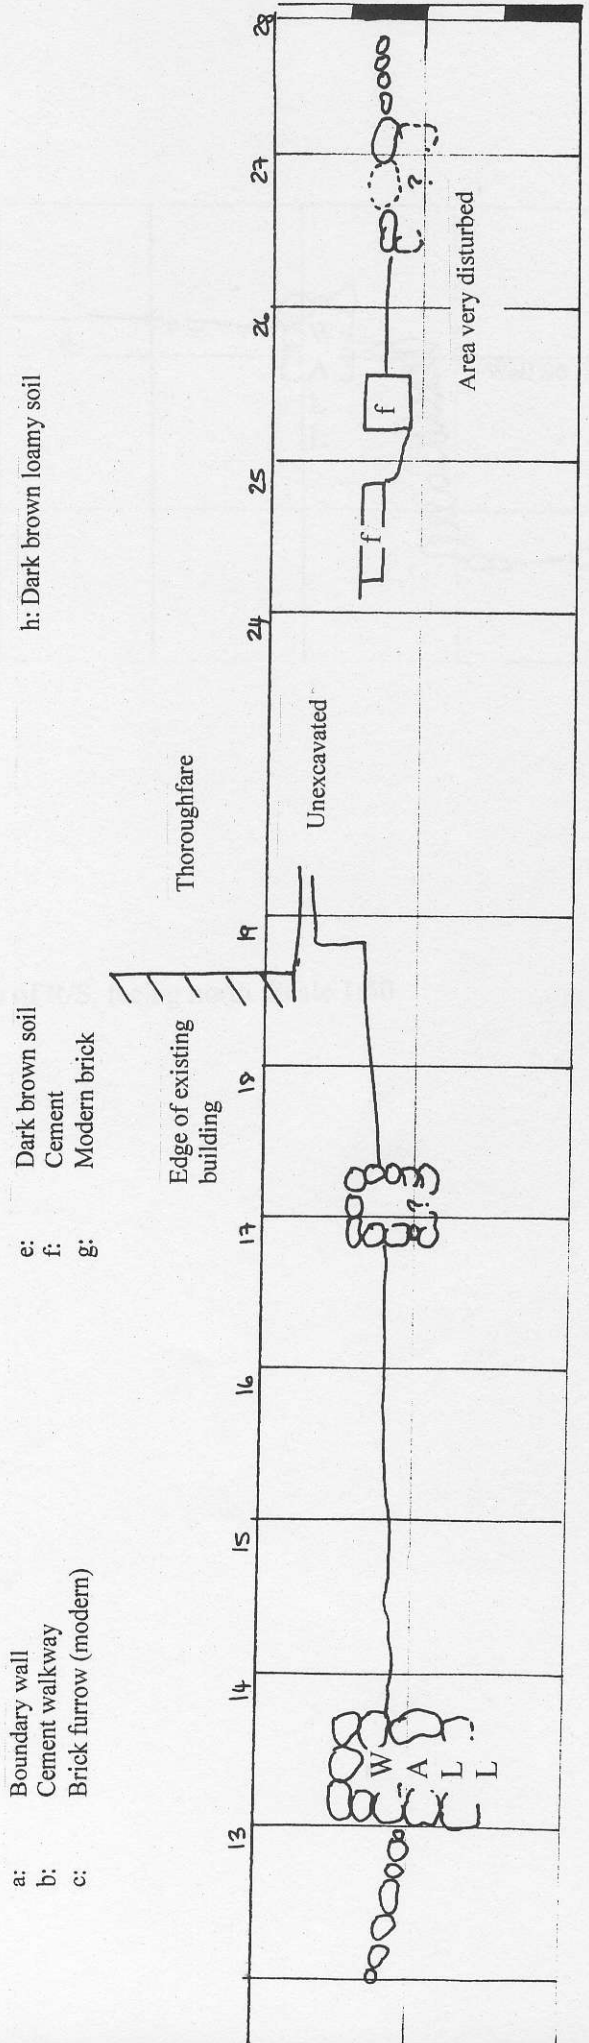 a: Boundary wall
b: Cement walkway
c: Brick furrow (modern)
e: Dark brown soil
f: Cement
g: Modern brick
h: Dark brown loamy soil
Edge of existing
building
Thoroughfare
Unexcavated
13
14
15
16
17
18
19
24
25
26
27
28
W
A
L
L
?
f
f
?
Area very disturbed